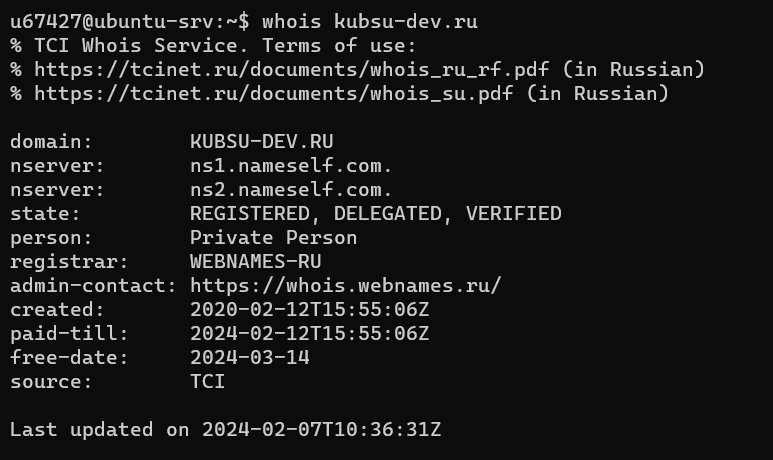 u67427@ubuntu-srv:~$ whois kubsu-dev.ru
% TCI Whois Service. Terms of use:
% https://tcinet.ru/documents/whois_ru_rf.pdf (in Russian)
% https://tcinet.ru/documents/whois_su.pdf (in Russian)

domain:        KUBSU-DEV.RU
nserver:       ns1.nameself.com.
nserver:       ns2.nameself.com.
state:         REGISTERED, DELEGATED, VERIFIED
person:        Private Person
registrar:     WEBNAMES-RU
admin-contact: https://whois.webnames.ru/
created:       2020-02-12T15:55:06Z
paid-till:     2024-02-12T15:55:06Z
free-date:     2024-03-14
source:        TCI

Last updated on 2024-02-07T10:36:31Z